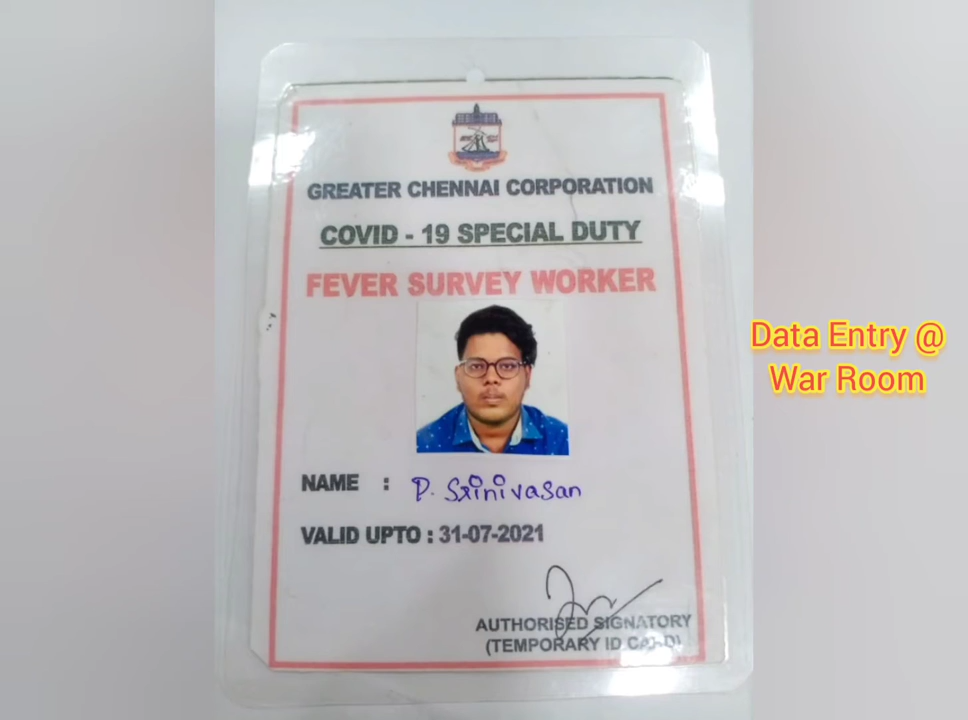 GREATER CHENNAI CORPORATION
COVID - 19 SPECIAL DUTY
FEVER SURVEY WORKER
NAME : P. Srinivasan
VALID UPTO : 31-07-2021
AUTHORISED SIGNATORY
(TEMPORARY ID CARD)
Data Entry @
War Room